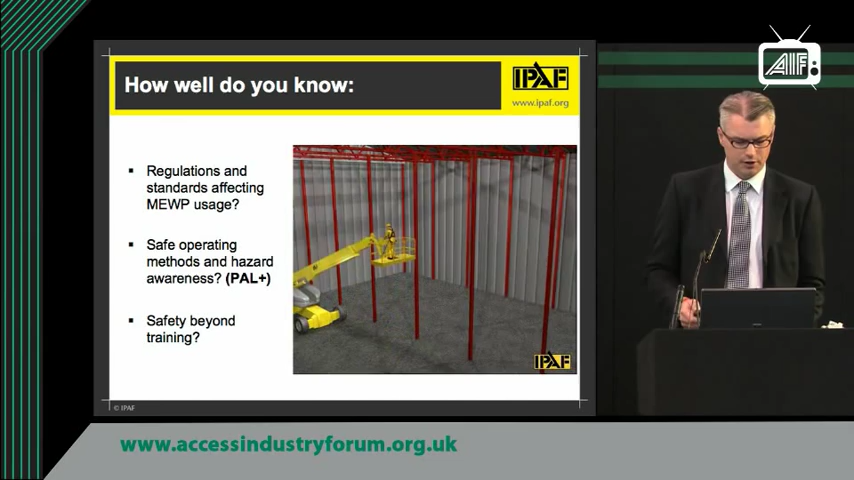 How well do you know:
IPAF
www.ipaf.org
AIF
Regulations and
standards affecting
MEWP usage?
Safe operating
methods and hazard
awareness? (PAL+)
Safety beyond
training?
IPAF
© IPAF
www.accessindustryforum.org.uk